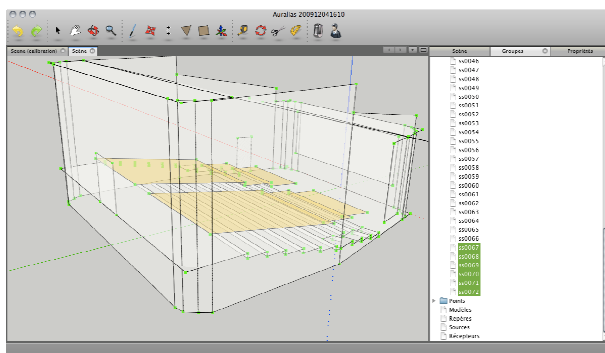 Auralias 200912041610
Scene (calibration)
Scène
Scène
Groupes
Propriétés
ss0046
ss0047
ss0048
ss0049
ss0050
ss0051
ss0052
ss0053
ss0054
ss0055
ss0056
ss0057
ss0058
ss0059
ss0060
ss0061
ss0062
ss0063
ss0064
ss0065
ss0066
ss0067
ss0068
ss0069
ss0070
ss0071
ss0072
Points
Modèles
Repères
Sources
Récepteurs